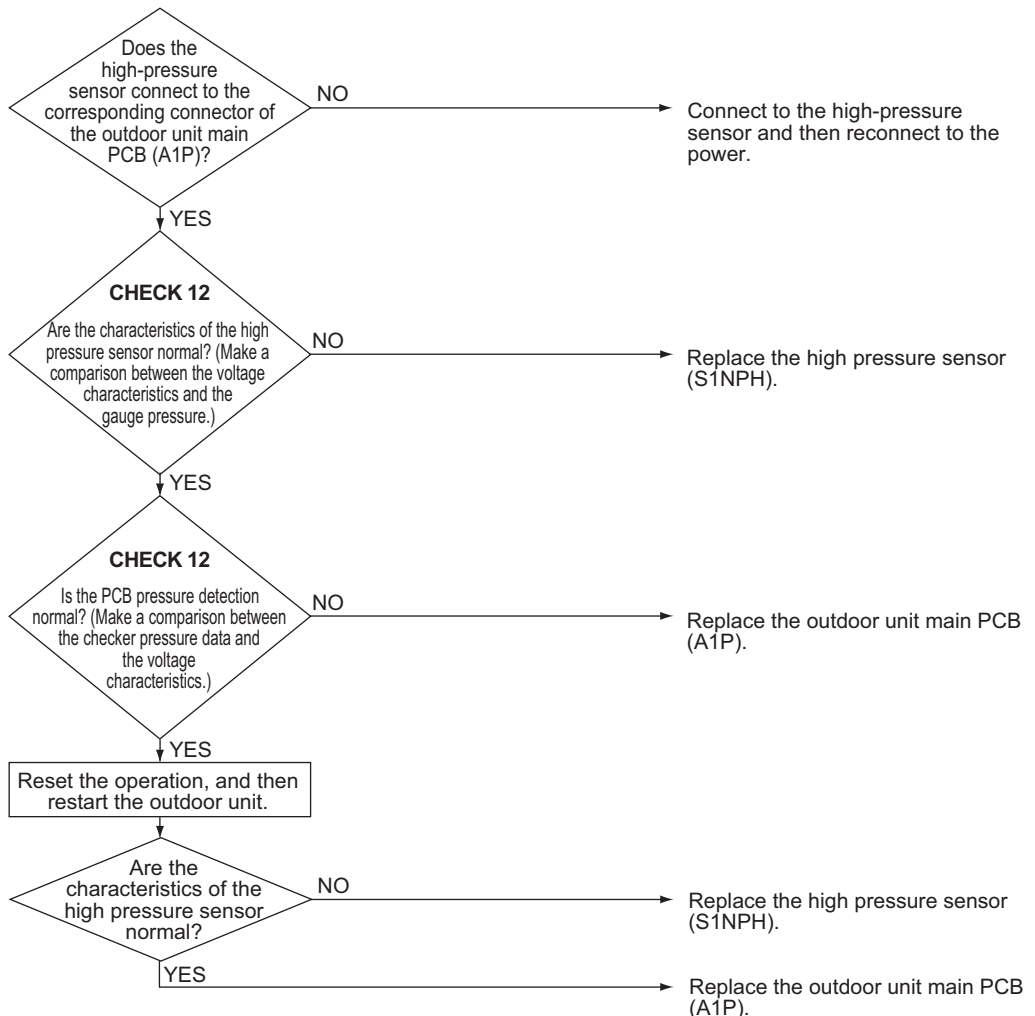 Does the
high-pressure
sensor connect to the
corresponding connector of
the outdoor unit main
PCB (A1P)?
NO
Connect to the high-pressure
sensor and then reconnect to the
power.
YES
CHECK 12
Are the characteristics of the high
pressure sensor normal? (Make a
comparison between the voltage
characteristics and the
gauge pressure.)
NO
Replace the high pressure sensor
(S1NPH).
YES
CHECK 12
Is the PCB pressure detection
normal? (Make a comparison between
the checker pressure data and
the voltage
characteristics.)
NO
Replace the outdoor unit main PCB
(A1P).
YES
Reset the operation, and then
restart the outdoor unit.
Are the
characteristics of the
high pressure sensor
normal?
NO
Replace the high pressure sensor
(S1NPH).
YES
Replace the outdoor unit main PCB
(A1P).